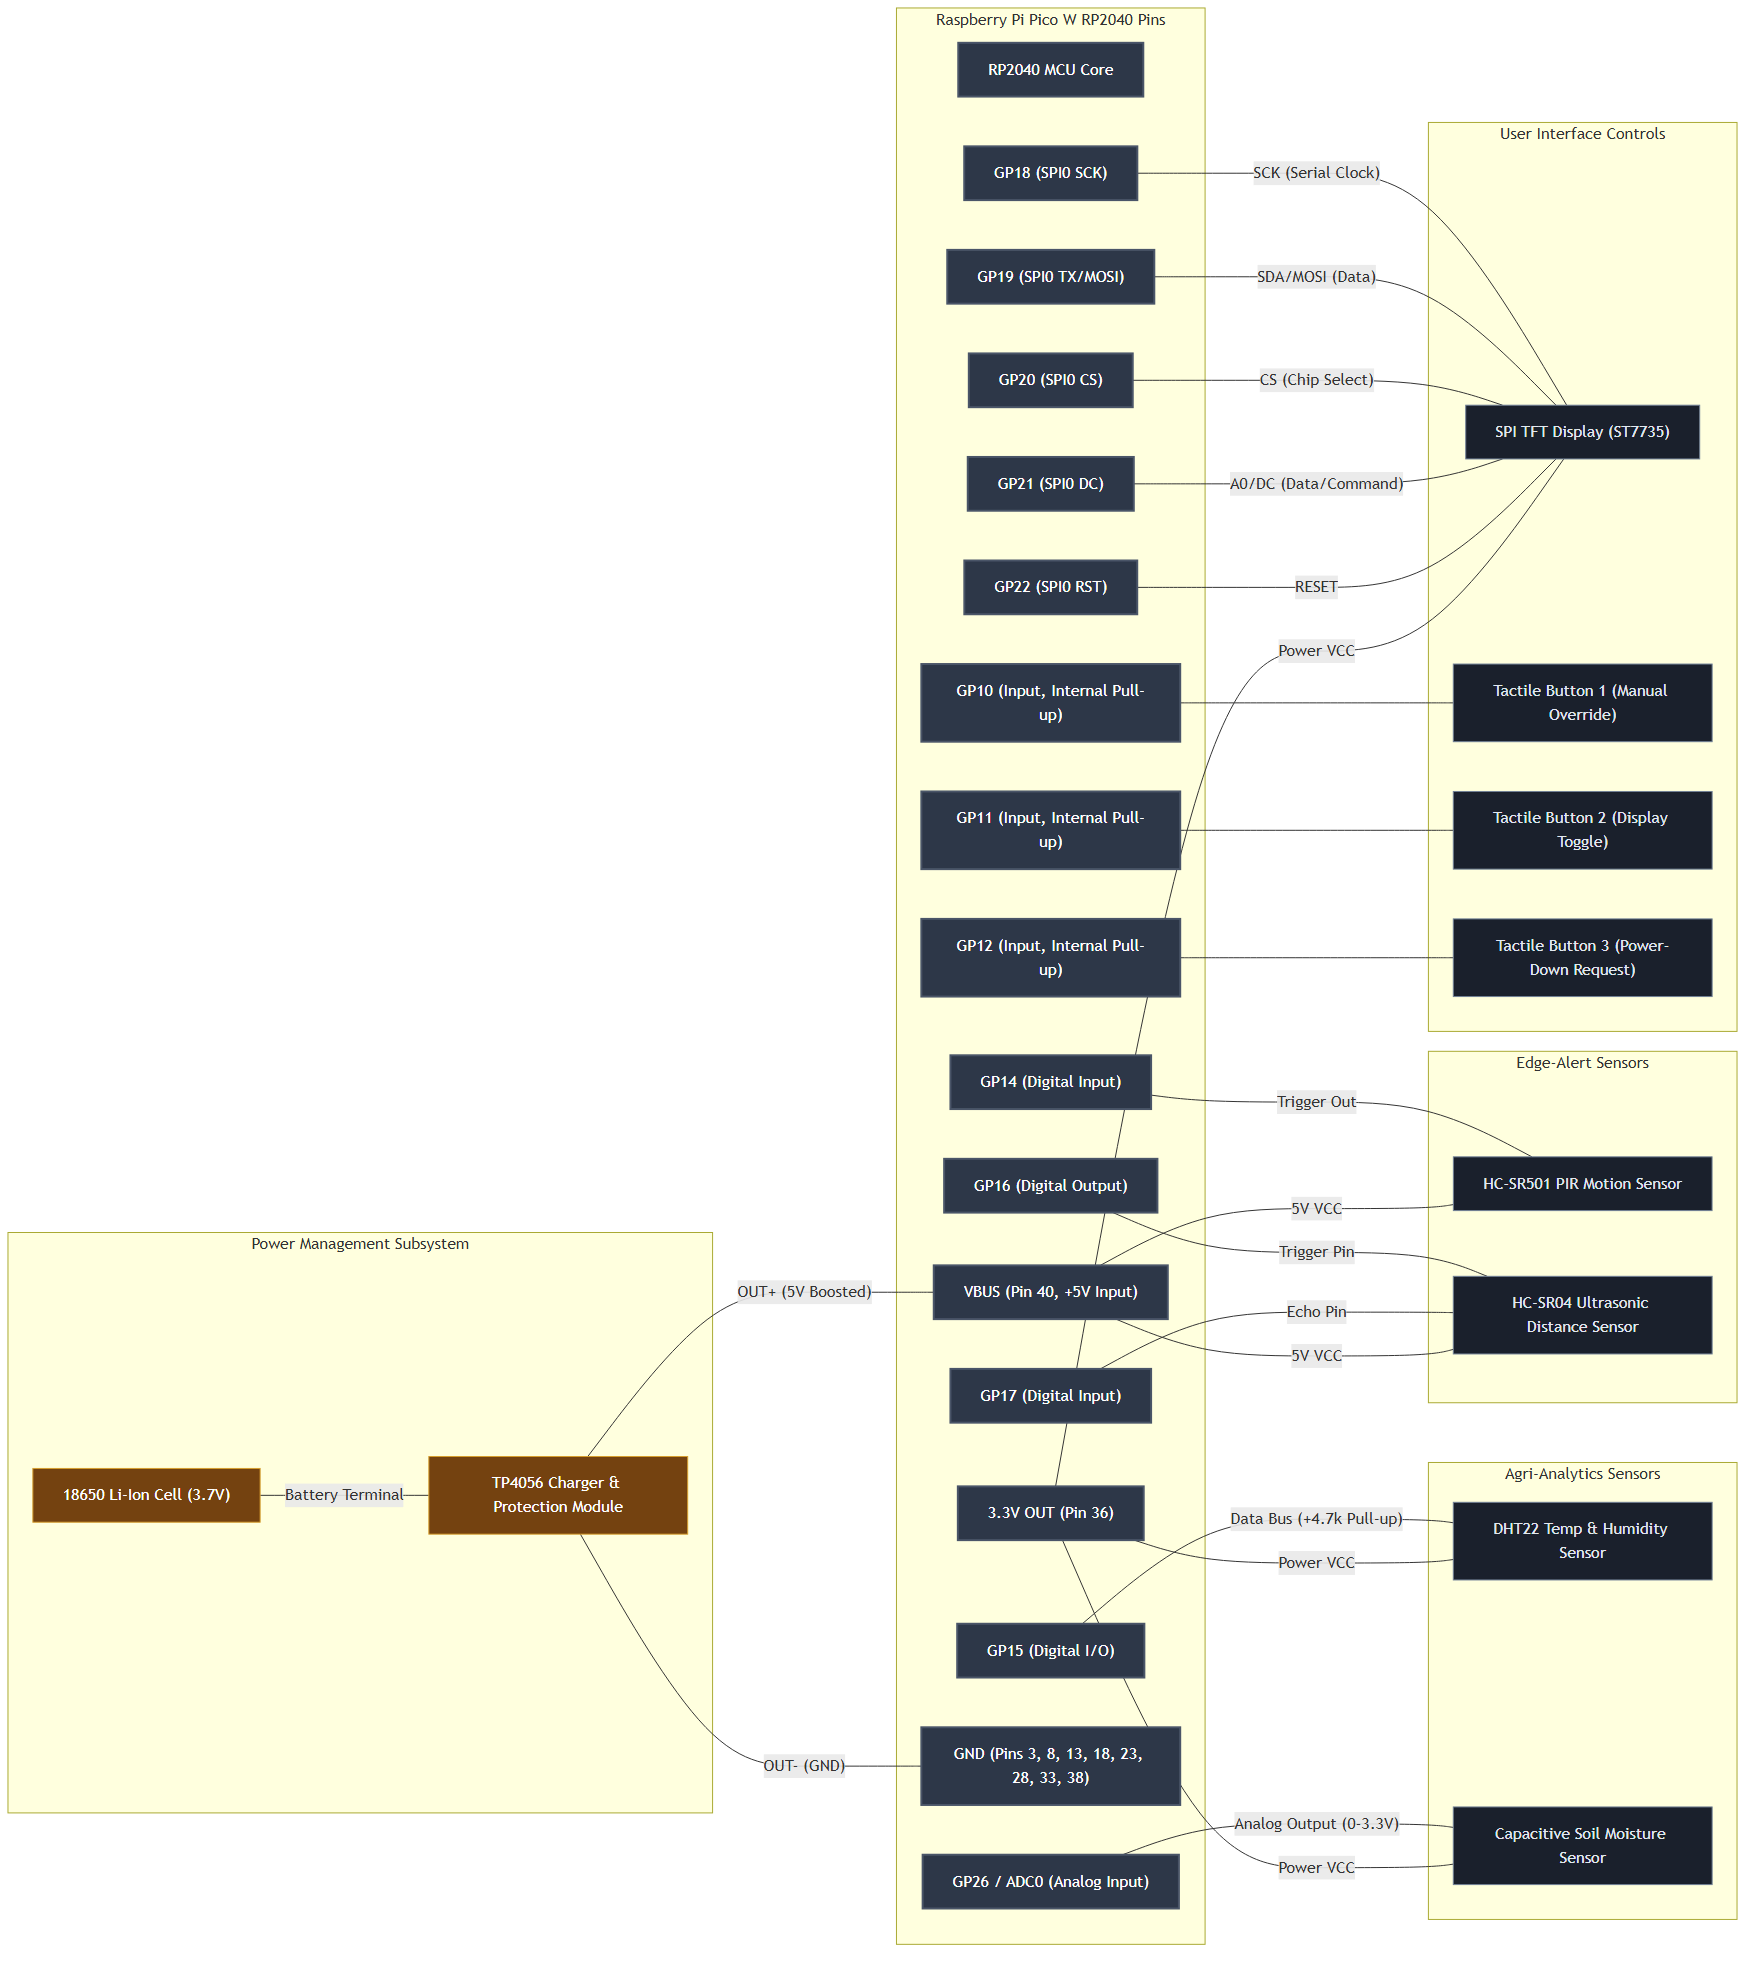 Raspberry Pi Pico W RP2040 Pins
RP2040 MCU Core
User Interface Controls
GP18 (SPI0 SCK)
SCK (Serial Clock)
GP19 (SPI0 TX/MOSI)
SDA/MOSI (Data)
GP20 (SPI0 CS)
CS (Chip Select)
SPI TFT Display (ST7735)
GP21 (SPI0 DC)
A0/DC (Data/Command)
GP22 (SPI0 RST)
RESET
Power VCC
GP10 (Input, Internal Pull-
up)
Tactile Button 1 (Manual
Override)
GP11 (Input, Internal Pull-
up)
Tactile Button 2 (Display
Toggle)
GP12 (Input, Internal Pull-
up)
Tactile Button 3 (Power-
Down Request)
Edge-Alert Sensors
GP14 (Digital Input)
Trigger Out
HC-SR501 PIR Motion Sensor
GP16 (Digital Output)
5V VCC
Trigger Pin
Power Management Subsystem
OUT+ (5V Boosted)
VBUS (Pin 40, +5V Input)
Echo Pin
HC-SR04 Ultrasonic
Distance Sensor
5V VCC
GP17 (Digital Input)
Agri-Analytics Sensors
18650 Li-Ion Cell (3.7V)
Battery Terminal
TP4056 Charger &
Protection Module
3.3V OUT (Pin 36)
Data Bus (+4.7k Pull-up)
DHT22 Temp & Humidity
Sensor
Power VCC
GP15 (Digital I/O)
OUT- (GND)
GND (Pins 3, 8, 13, 18, 23,
28, 33, 38)
Analog Output (0-3.3V)
Capacitive Soil Moisture
Sensor
Power VCC
GP26 / ADC0 (Analog Input)